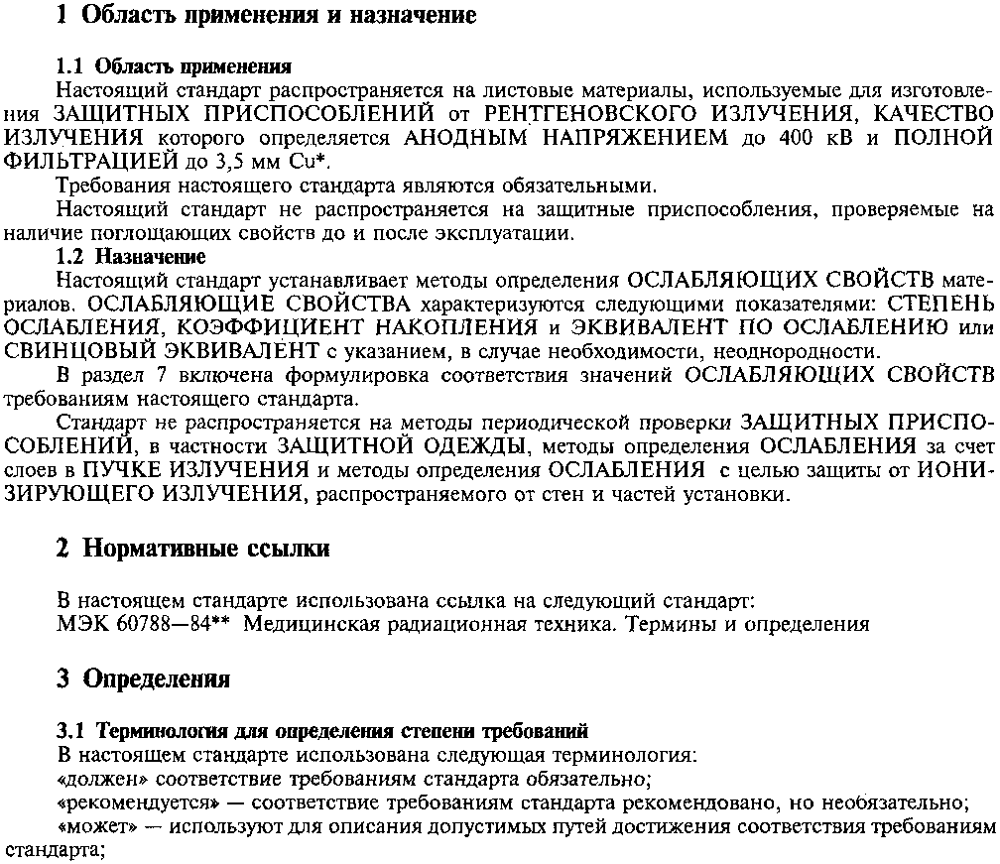 1 Область применения и назначение
1.1 Область применения
Настоящий стандарт распространяется на листовые материалы, используемые для изготовле-
ния ЗАЩИТНЫХ ПРИСПОСОБЛЕНИЙ от РЕНТГЕНОВСКОГО ИЗЛУЧЕНИЯ, КАЧЕСТВО
ИЗЛУЧЕНИЯ которого определяется АНОДНЫМ НАПРЯЖЕНИЕМ до 400 кВ и ПОЛНОЙ
ФИЛЬТРАЦИЕЙ до 3,5 мм Cu*.
Требования настоящего стандарта являются обязательными.
Настоящий стандарт не распространяется на защитные приспособления, проверяемые на
наличие поглощающих свойств до и после эксплуатации.
1.2 Назначение
Настоящий стандарт устанавливает методы определения ОСЛАБЛЯЮЩИХ СВОЙСТВ мате-
риалов. ОСЛАБЛЯЮЩИЕ СВОЙСТВА характеризуются следующими показателями: СТЕПЕНЬ
ОСЛАБЛЕНИЯ, КОЭФФИЦИЕНТ НАКОПЛЕНИЯ и ЭКВИВАЛЕНТ ПО ОСЛАБЛЕНИЮ или
СВИНЦОВЫЙ ЭКВИВАЛЕНТ с указанием, в случае необходимости, неоднородности.
В раздел 7 включена формулировка соответствия значений ОСЛАБЛЯЮЩИХ СВОЙСТВ
требованиям настоящего стандарта.
Стандарт не распространяется на методы периодической проверки ЗАЩИТНЫХ ПРИСПО-
СОБЛЕНИЙ, в частности ЗАЩИТНОЙ ОДЕЖДЫ, методы определения ОСЛАБЛЕНИЯ за счет
слоев в ПУЧКЕ ИЗЛУЧЕНИЯ и методы определения ОСЛАБЛЕНИЯ с целью защиты от ИОНИ-
ЗИРУЮЩЕГО ИЗЛУЧЕНИЯ, распространяемого от стен и частей установки.
2 Нормативные ссылки
В настоящем стандарте использована ссылка на следующий стандарт:
МЭК 60788—84** Медицинская радиационная техника. Термины и определения
3 Определения
3.1 Терминология для определения степени требований
В настоящем стандарте использована следующая терминология:
«должен» соответствие требованиям стандарта обязательно;
«рекомендуется» — соответствие требованиям стандарта рекомендовано, но необязательно;
«может» — используют для описания допустимых путей достижения соответствия требованиям
стандарта;